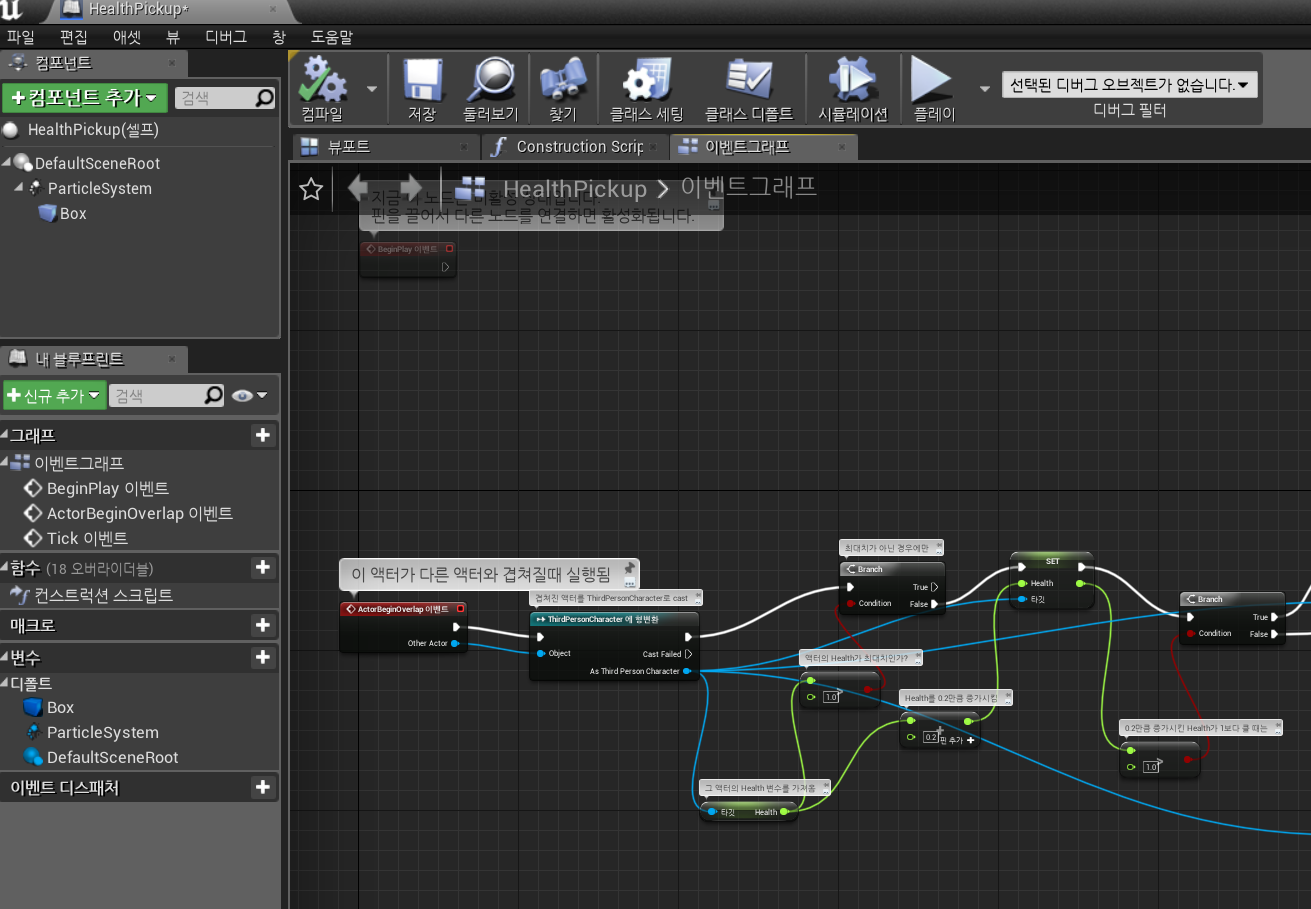 HealthPickup*
파일 편집 애셋 뷰 디버그 창 도움말
컴포넌트
+컴포넌트 추가
검색
HealthPickup(셀프)
DefaultSceneRoot
ParticleSystem
Box
컴파일
저장
둘러보기
찾기
클래스 세팅
클래스 디폴트
시뮬레이션
플레이
선택된 디버그 오브젝트가 없습니다.
디버그 필터
뷰포트
Construction Scrip
이벤트그래프
HealthPickup > 이벤트그래프
핀을 끌어서 다른 노드를 연결하면 활성화됩니다.
BeginPlay 이벤트
내 블루프린트
+신규 추가
검색
그래프
이벤트그래프
BeginPlay 이벤트
ActorBeginOverlap 이벤트
Tick 이벤트
함수 (18 오버라이더블)
컨스트럭션 스크립트
매크로
변수
디폴트
Box
ParticleSystem
DefaultSceneRoot
이벤트 디스패처
이 액터가 다른 액터와 겹쳐질때 실행됨
ActorBeginOverlap 이벤트
Other Actor
겹쳐진 액터를 ThirdPersonCharacter로 cast
ThirdPersonCharacter 에 형변환
Object
Cast Failed
As Third Person Character
최대치가 아닌 경우에만
Branch
True
Condition
False
액터의 Health가 최대치인가?
1.0
>
Health를 0.2만큼 증가시킴
+
0.2
핀 추가 +
그 액터의 Health 변수를 가져옴
타깃
Health
SET
Health
타깃
Branch
True
Condition
False
0.2만큼 증가시킨 Health가 1보다 클 때는
1.0
>